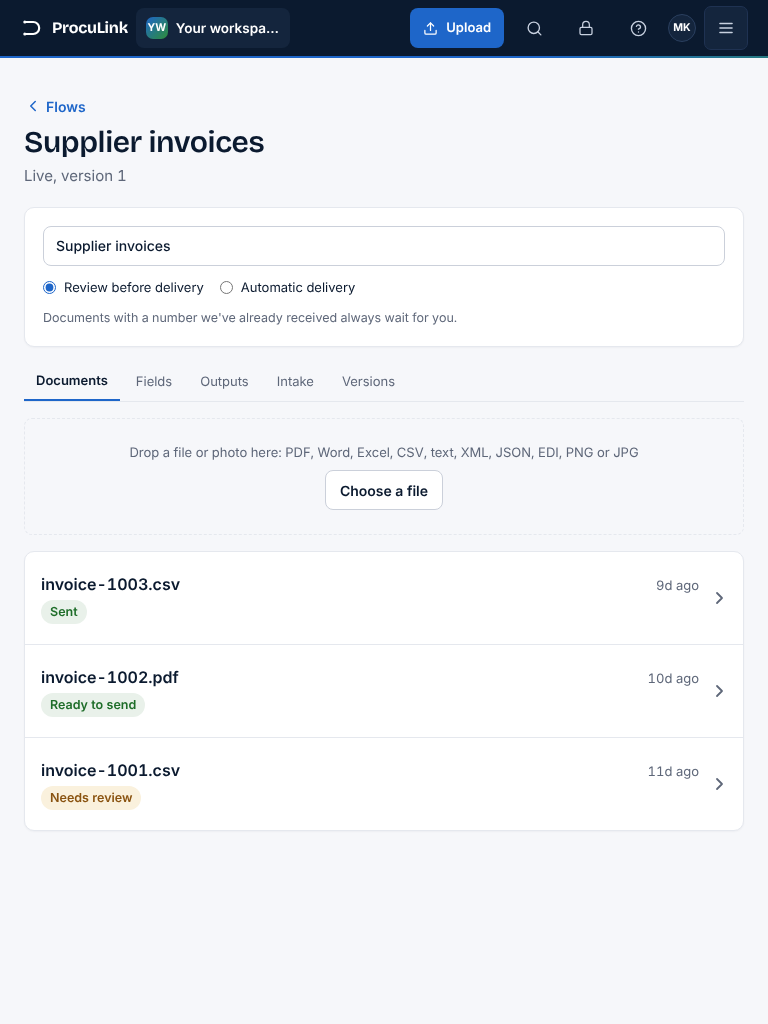 ProcuLink
YW
Your workspa...
Upload
MK
Flows
Supplier invoices
Live, version 1
Supplier invoices
Review before delivery
Automatic delivery
Documents with a number we've already received always wait for you.
Documents
Fields
Outputs
Intake
Versions
Drop a file or photo here: PDF, Word, Excel, CSV, text, XML, JSON, EDI, PNG or JPG
Choose a file
invoice-1003.csv
9d ago
Sent
invoice-1002.pdf
10d ago
Ready to send
invoice-1001.csv
11d ago
Needs review